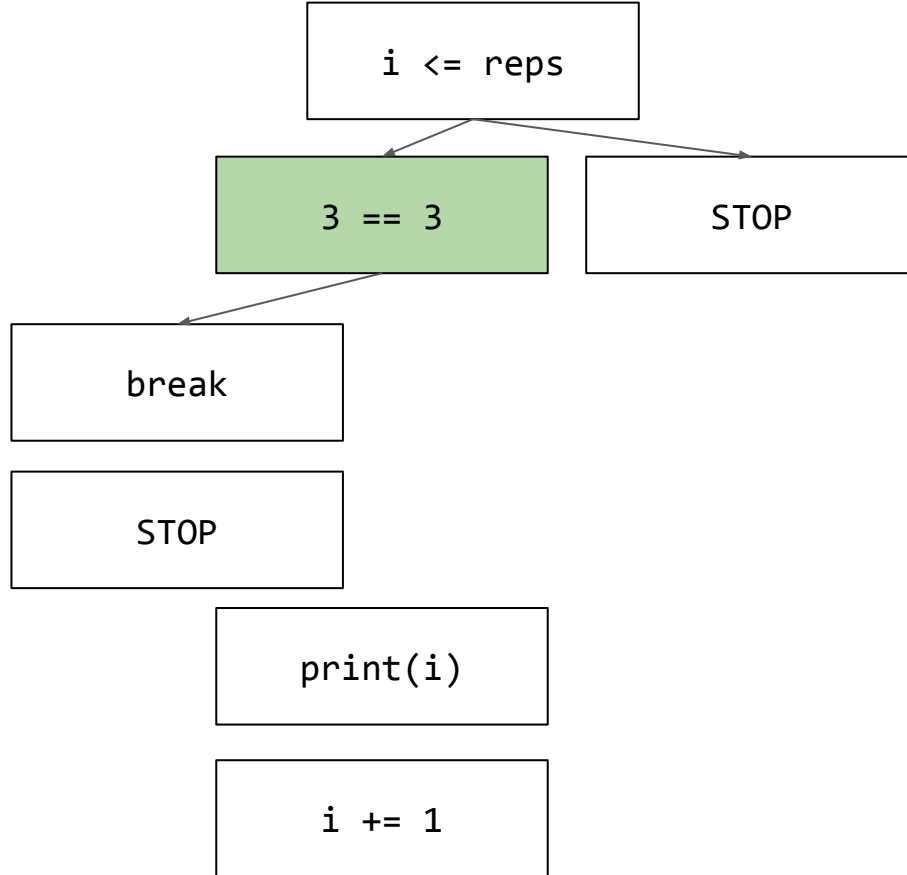 i <= reps
3 == 3
STOP
break
STOP
print(i)
i += 1